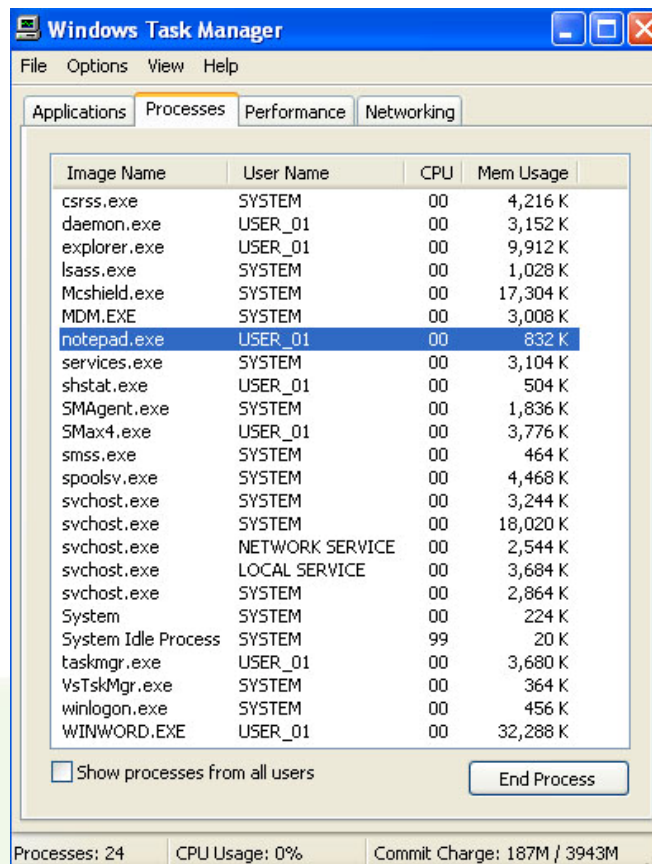 Windows Task Manager
File Options View Help
Applications Processes Performance Networking
Image Name User Name CPU Mem Usage
csrss.exe SYSTEM 00 4,216 K
daemon.exe USER_01 00 3,152 K
explorer.exe USER_01 00 9,912 K
lsass.exe SYSTEM 00 1,028 K
Mcshield.exe SYSTEM 00 17,304 K
MDM.EXE SYSTEM 00 3,008 K
notepad.exe USER_01 00 832 K
services.exe SYSTEM 00 3,104 K
shstat.exe USER_01 00 504 K
SMAgent.exe SYSTEM 00 1,836 K
SMax4.exe USER_01 00 3,776 K
smss.exe SYSTEM 00 464 K
spoolsv.exe SYSTEM 00 4,468 K
svchost.exe SYSTEM 00 3,244 K
svchost.exe SYSTEM 00 18,020 K
svchost.exe NETWORK SERVICE 00 2,544 K
svchost.exe LOCAL SERVICE 00 3,684 K
svchost.exe SYSTEM 00 2,864 K
System SYSTEM 00 224 K
System Idle Process SYSTEM 99 20 K
taskmgr.exe USER_01 00 3,680 K
VsTskMgr.exe SYSTEM 00 364 K
winlogon.exe SYSTEM 00 456 K
WINWORD.EXE USER_01 00 32,288 K
Show processes from all users End Process
Processes: 24 CPU Usage: 0% Commit Charge: 187M / 3943M